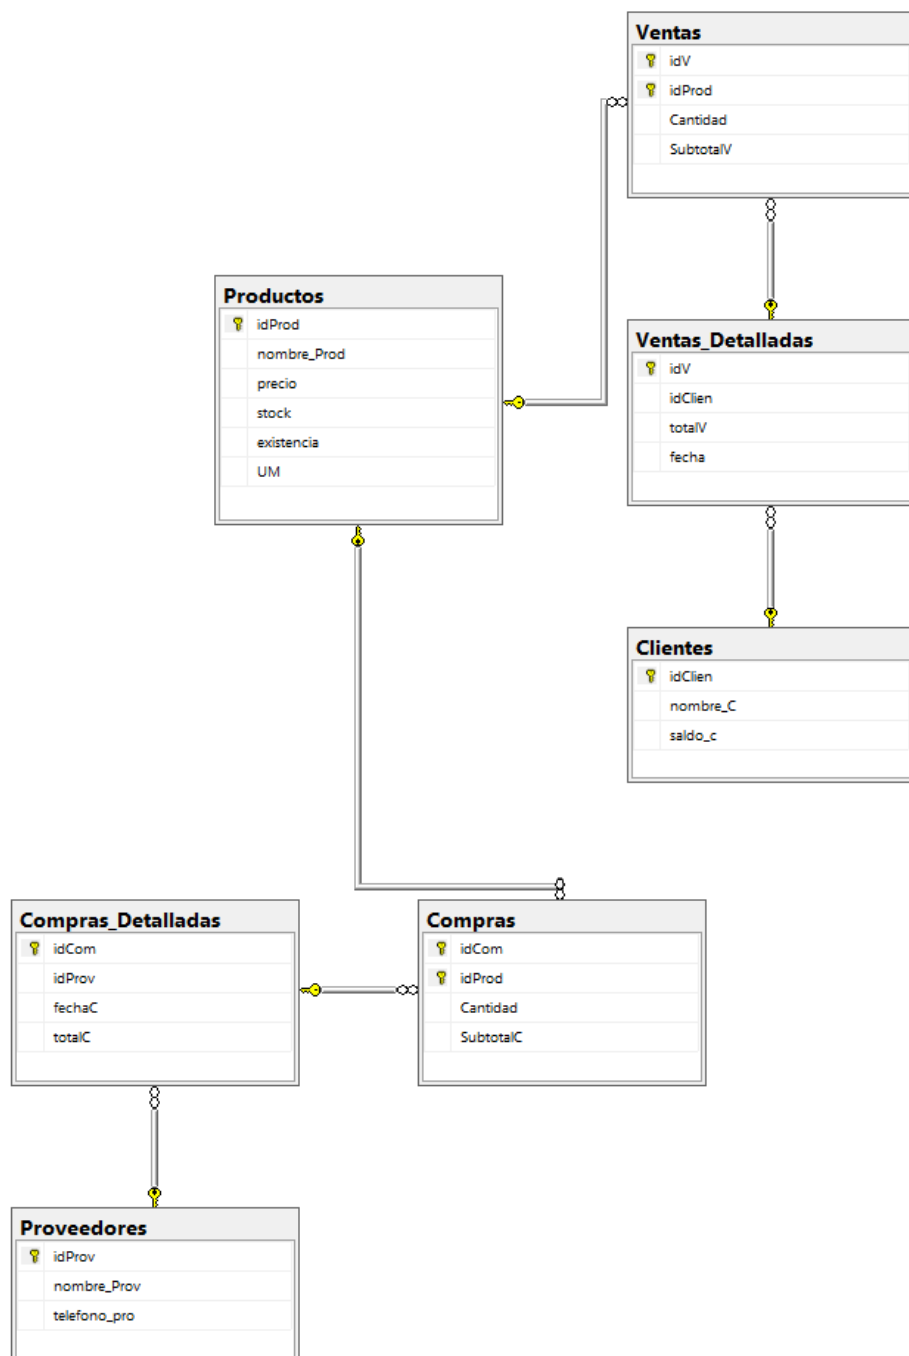 Ventas
idV
idProd
Cantidad
SubtotalV
Productos
idProd
nombre_Prod
precio
stock
existencia
UM
Ventas_Detalladas
idV
idClien
totalV
fecha
Clientes
idClien
nombre_C
saldo_c
Compras_Detalladas
idCom
idProv
fechaC
totalC
Compras
idCom
idProd
Cantidad
SubtotalC
Proveedores
idProv
nombre_Prov
telefono_pro